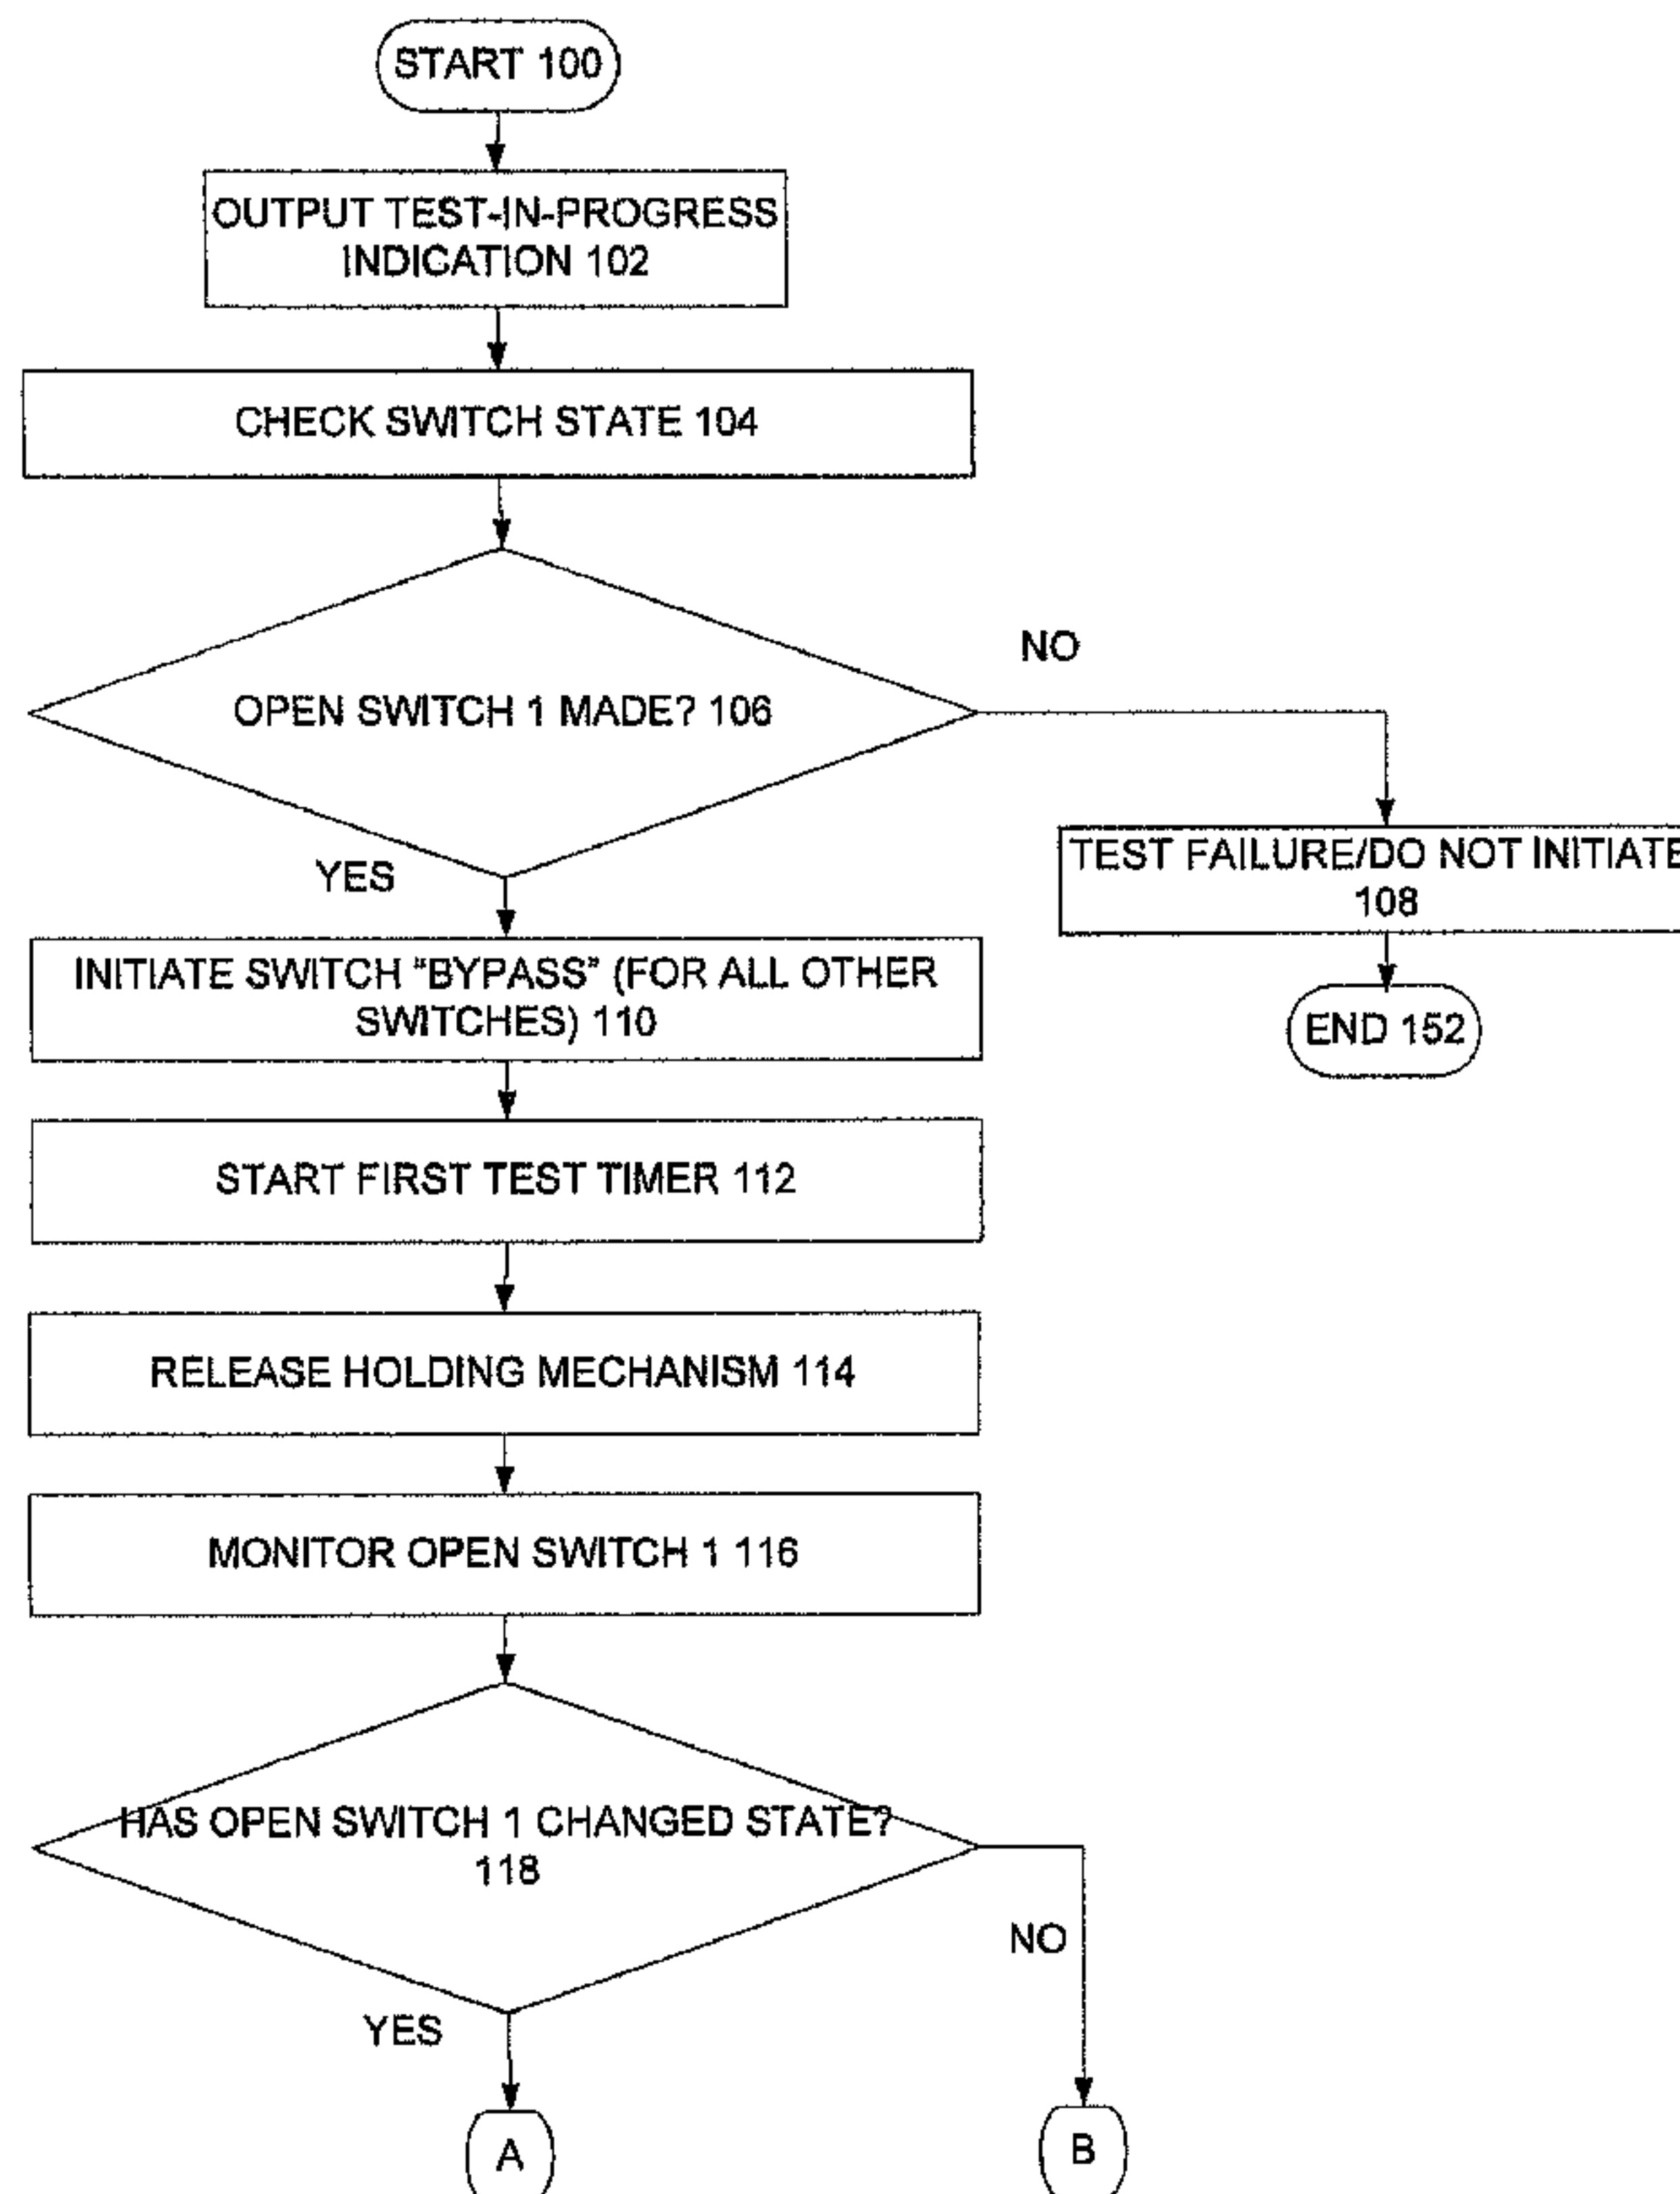 START 100
OUTPUT TEST-IN-PROGRESS
INDICATION 102
CHECK SWITCH STATE 104
OPEN SWITCH 1 MADE? 106
NO
YES
TEST FAILURE/DO NOT INITIATE
108
END 152
INITIATE SWITCH "BYPASS" (FOR ALL OTHER
SWITCHES) 110
START FIRST TEST TIMER 112
RELEASE HOLDING MECHANISM 114
MONITOR OPEN SWITCH 1 116
HAS OPEN SWITCH 1 CHANGED STATE?
118
NO
YES
A
B